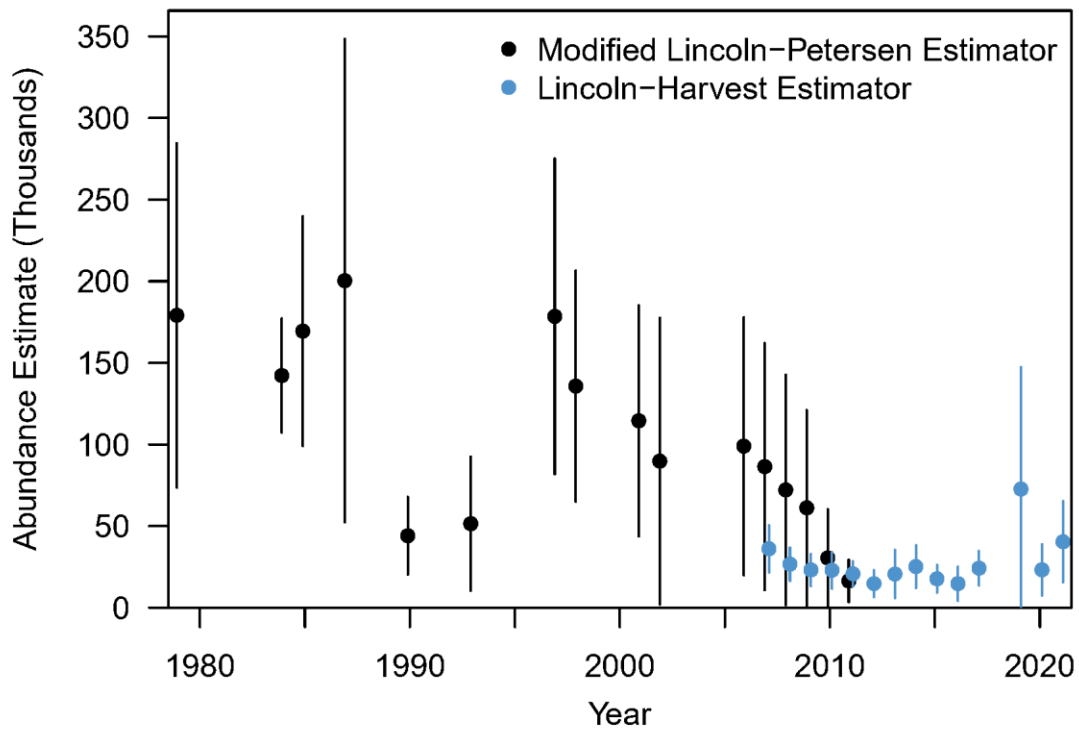 Modified Lincoln−Petersen Estimator
Lincoln−Harvest Estimator
Abundance Estimate (Thousands)
350
300
250
200
150
100
50
0
1980 1990 2000 2010 2020
Year